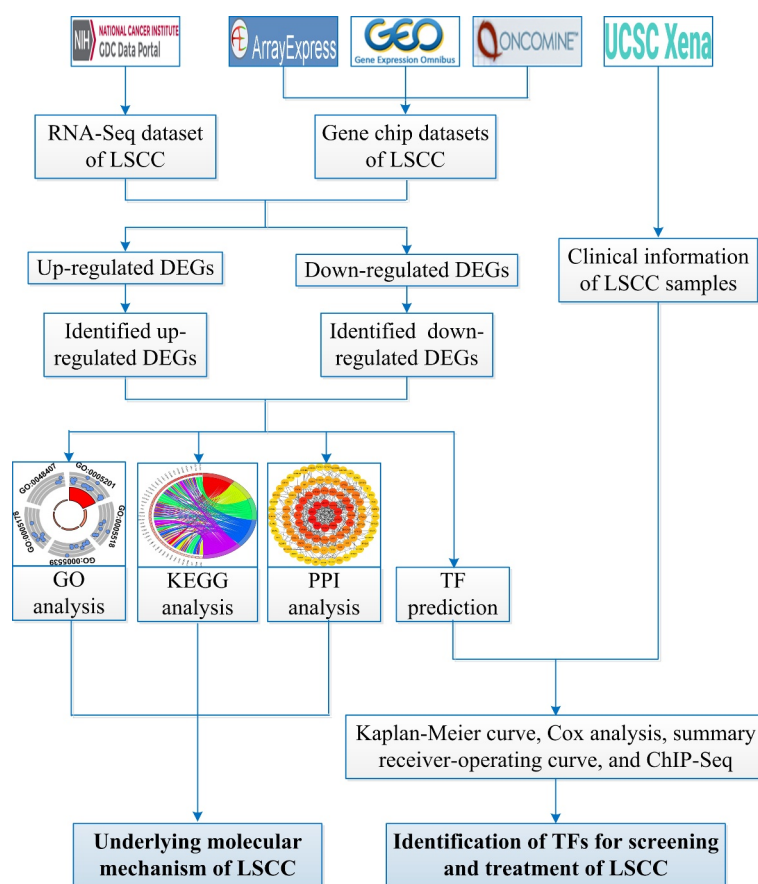 NIH
NATIONAL CANCER INSTITUTE
GDC Data Portal
ArrayExpress
GEO
Gene Expression Omnibus
ONCOMINE™
UCSC Xena
RNA-Seq dataset
of LSCC
Gene chip datasets
of LSCC
Up-regulated DEGs
Down-regulated DEGs
Clinical information
of LSCC samples
Identified up-
regulated DEGs
Identified down-
regulated DEGs
GO:0048407
GO:0005201
GO:0005518
GO:0005539
GO:0005178
GO
analysis
KEGG
analysis
PPI
analysis
TF
prediction
Kaplan-Meier curve, Cox analysis, summary
receiver-operating curve, and ChIP-Seq
Underlying molecular
mechanism of LSCC
Identification of TFs for screening
and treatment of LSCC